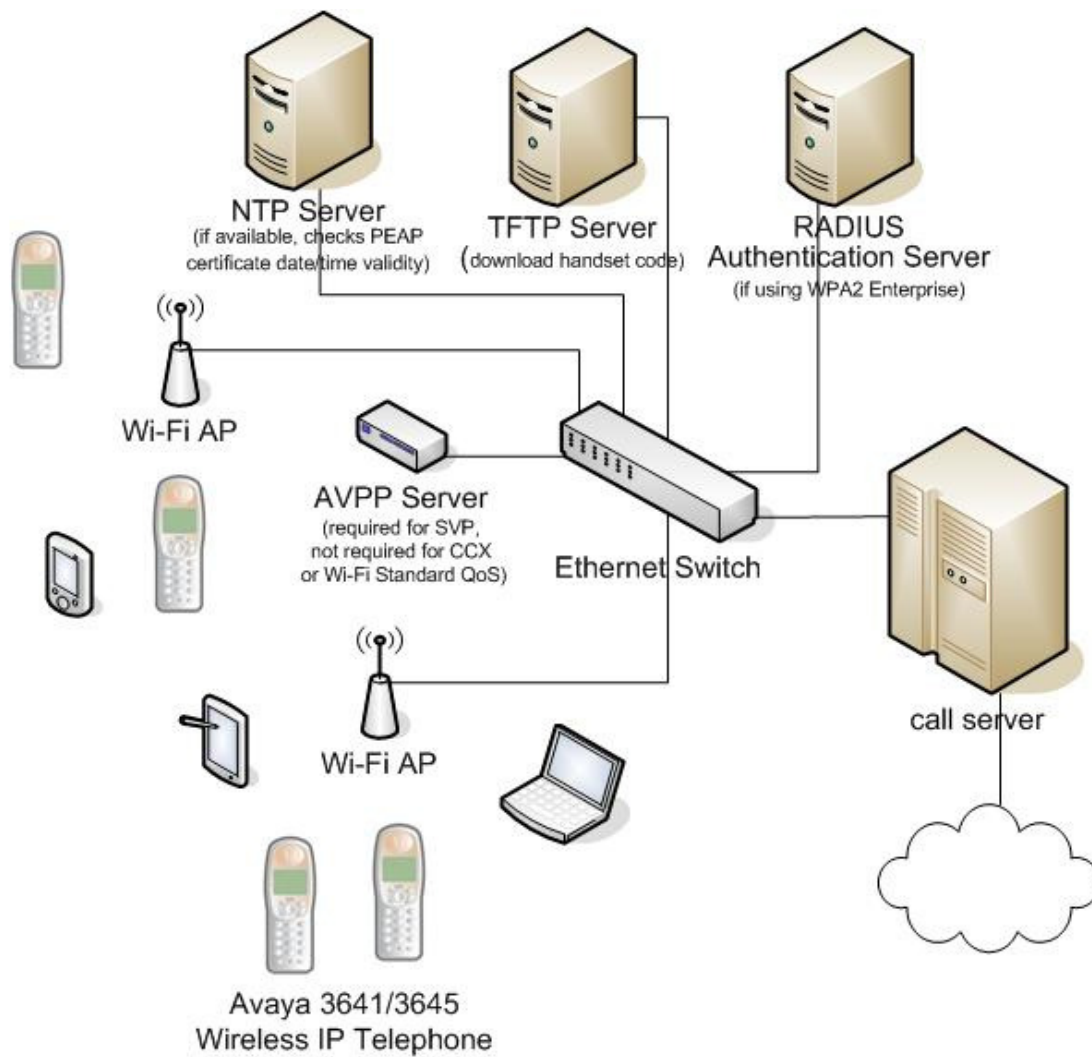 NTP Server
(if available, checks PEAP
certificate date/time validity)
TFTP Server
(download handset code)
RADIUS
Authentication Server
(if using WPA2 Enterprise)
Wi-Fi AP
AVPP Server
(required for SVP,
not required for CCX
or Wi-Fi Standard QoS)
Ethernet Switch
call server
Wi-Fi AP
Avaya 3641/3645
Wireless IP Telephone